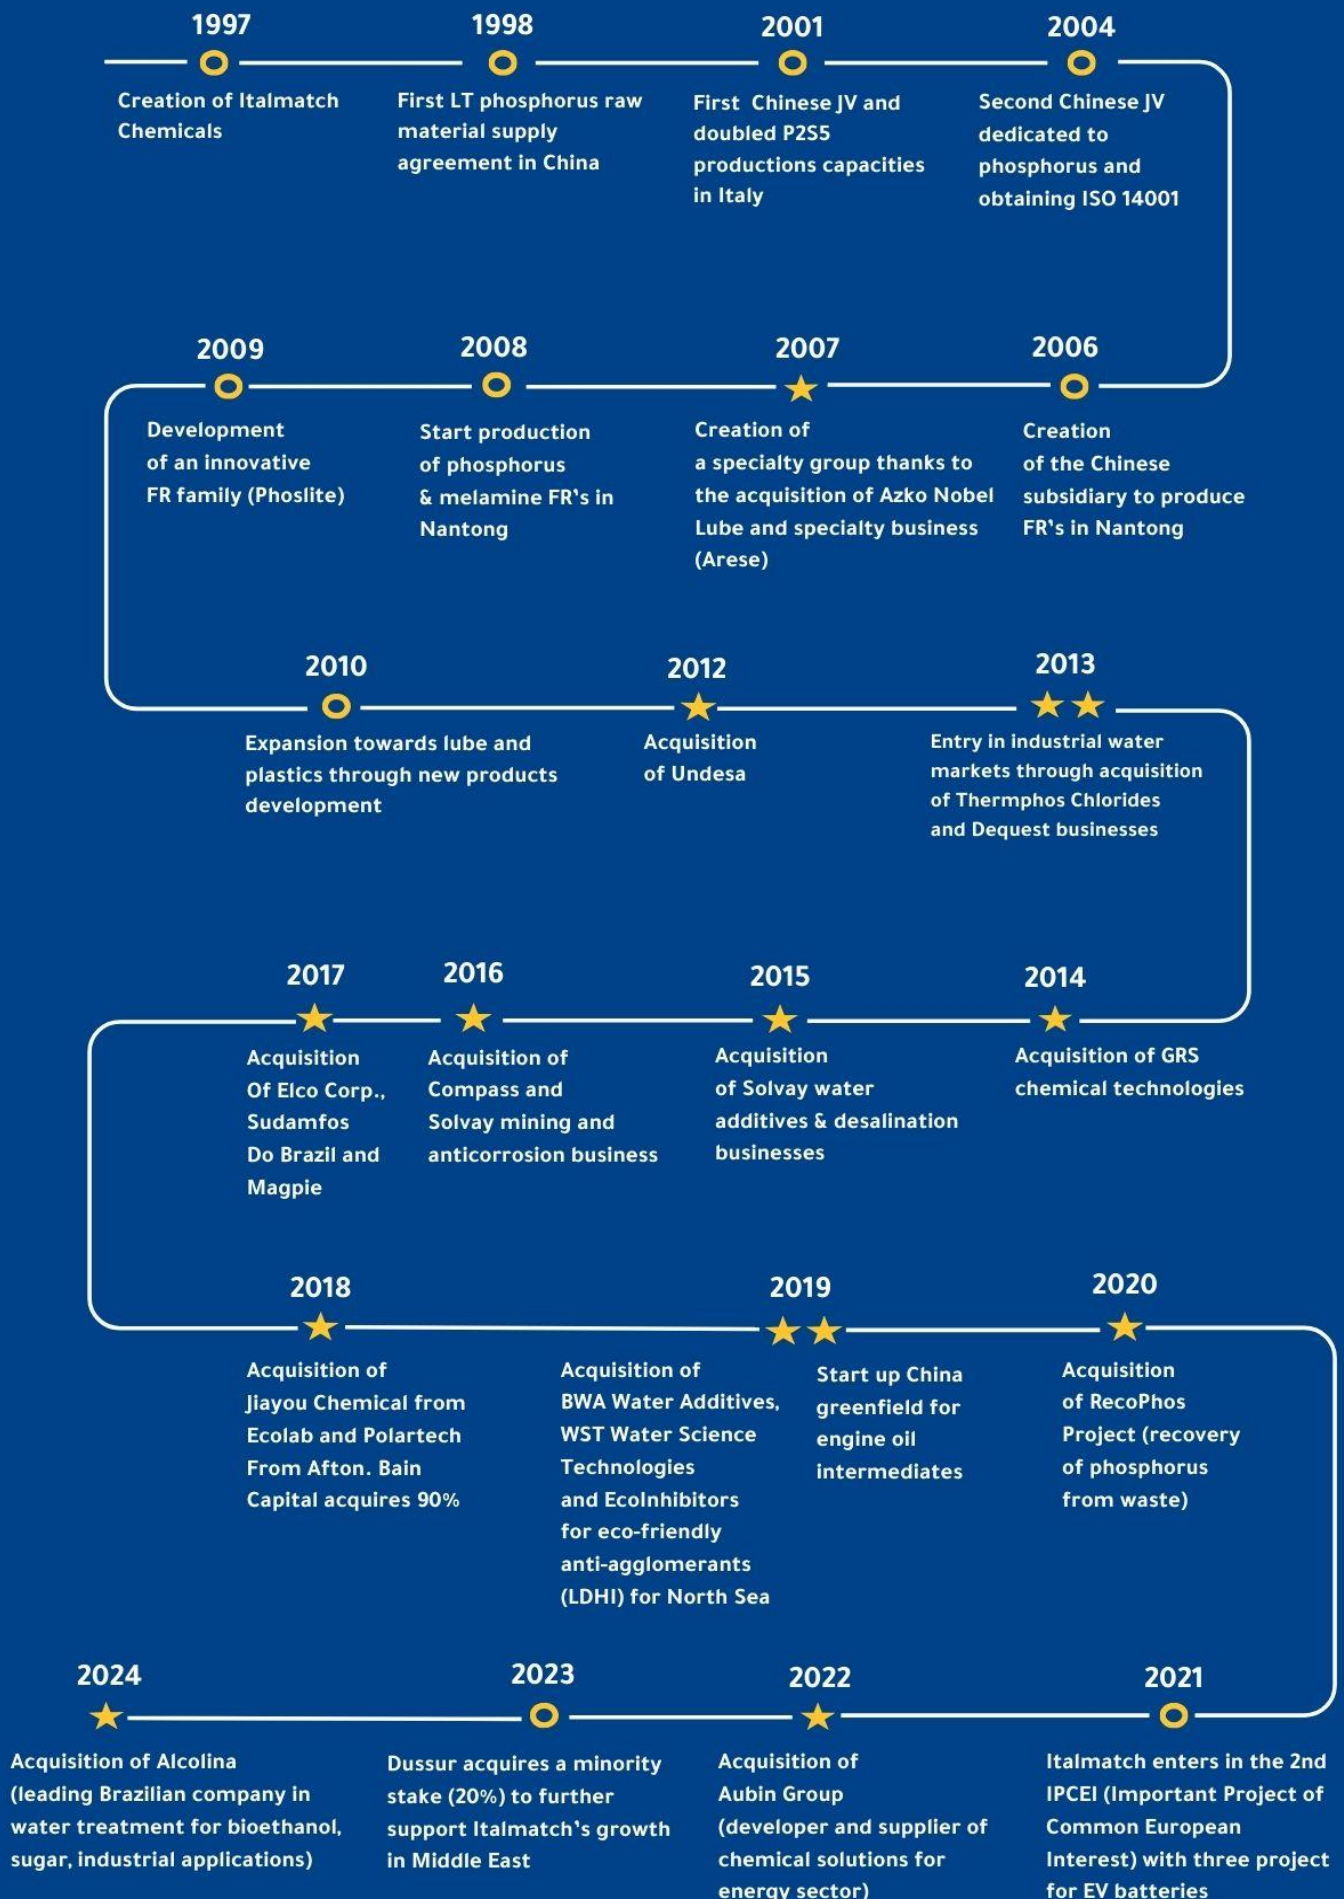 1997
Creation of Italmatch
Chemicals
1998
First LT phosphorus raw
material supply
agreement in China
2001
First Chinese JV and
doubled P2S5
productions capacities
in Italy
2004
Second Chinese JV
dedicated to
phosphorus and
obtaining ISO 14001
2006
Creation
of the Chinese
subsidiary to produce
FR's in Nantong
2007
Creation of
a specialty group thanks to
the acquisition of Azko Nobel
Lube and specialty business
(Arese)
2008
Start production
of phosphorus
& melamine FR's in
Nantong
2009
Development
of an innovative
FR family (Phoslite)
2010
Expansion towards lube and
plastics through new products
development
2012
Acquisition
of Undesa
2013
Entry in industrial water
markets through acquisition
of Thermphos Chlorides
and Dequest businesses
2014
Acquisition of GRS
chemical technologies
2015
Acquisition
of Solvay water
additives & desalination
businesses
2016
Acquisition of
Compass and
Solvay mining and
anticorrosion business
2017
Acquisition
Of Elco Corp.,
Sudamfos
Do Brazil and
Magpie
2018
Acquisition of
Jiayou Chemical from
Ecolab and Polartech
From Afton. Bain
Capital acquires 90%
2019
Acquisition of
BWA Water Additives,
WST Water Science
Technologies
and EcoInhibitors
for eco-friendly
anti-agglomerants
(LDHI) for North Sea
Start up China
greenfield for
engine oil
intermediates
2020
Acquisition
of RecoPhos
Project (recovery
of phosphorus
from waste)
2021
Italmatch enters in the 2nd
IPCEI (Important Project of
Common European
Interest) with three project
for EV batteries
2022
Acquisition of
Aubin Group
(developer and supplier of
chemical solutions for
energy sector)
2023
Dussur acquires a minority
stake (20%) to further
support Italmatch's growth
in Middle East
2024
Acquisition of Alcolina
(leading Brazilian company in
water treatment for bioethanol,
sugar, industrial applications)